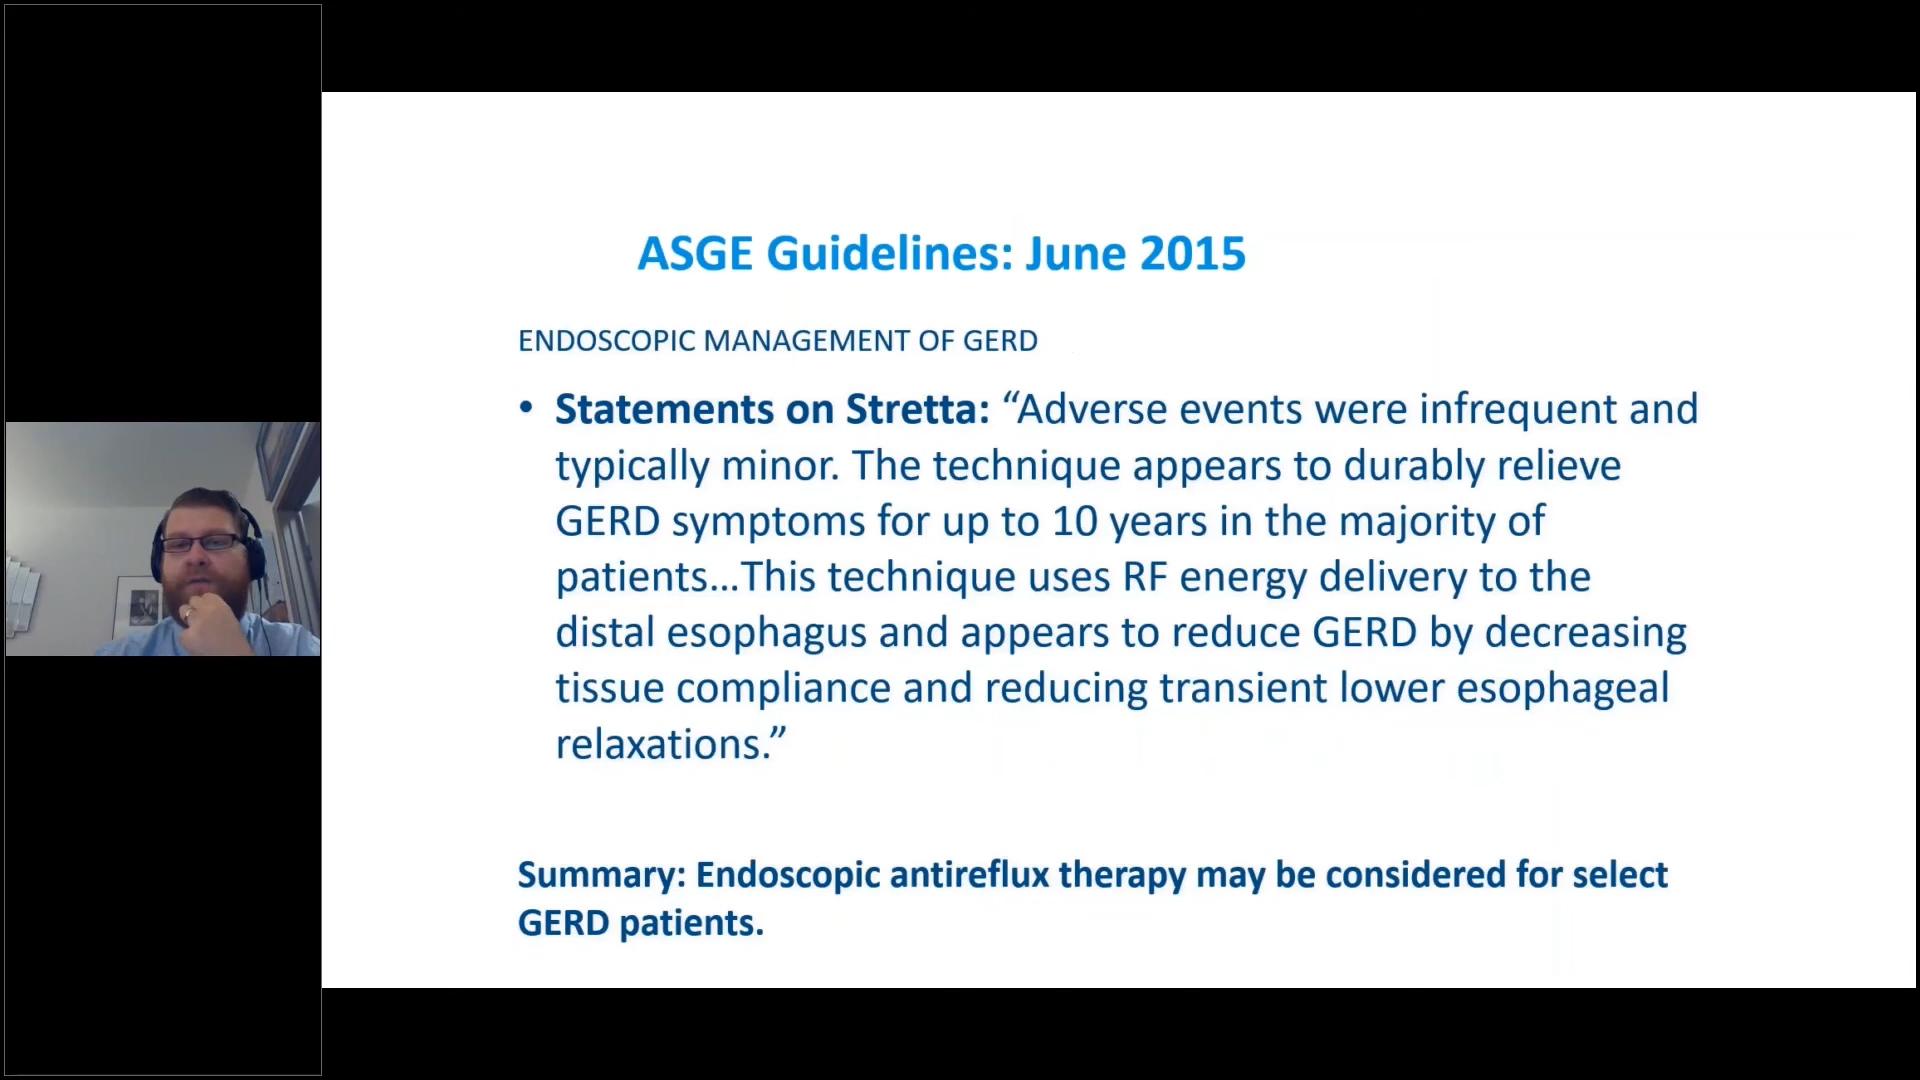 ASGE Guidelines: June 2015
ENDOSCOPIC MANAGEMENT OF GERD
• Statements on Stretta: “Adverse events were infrequent and
typically minor. The technique appears to durably relieve
GERD symptoms for up to 10 years in the majority of
patients...This technique uses RF energy delivery to the
distal esophagus and appears to reduce GERD by decreasing
tissue compliance and reducing transient lower esophageal
relaxations.”
Summary: Endoscopic antireflux therapy may be considered for select
GERD patients.